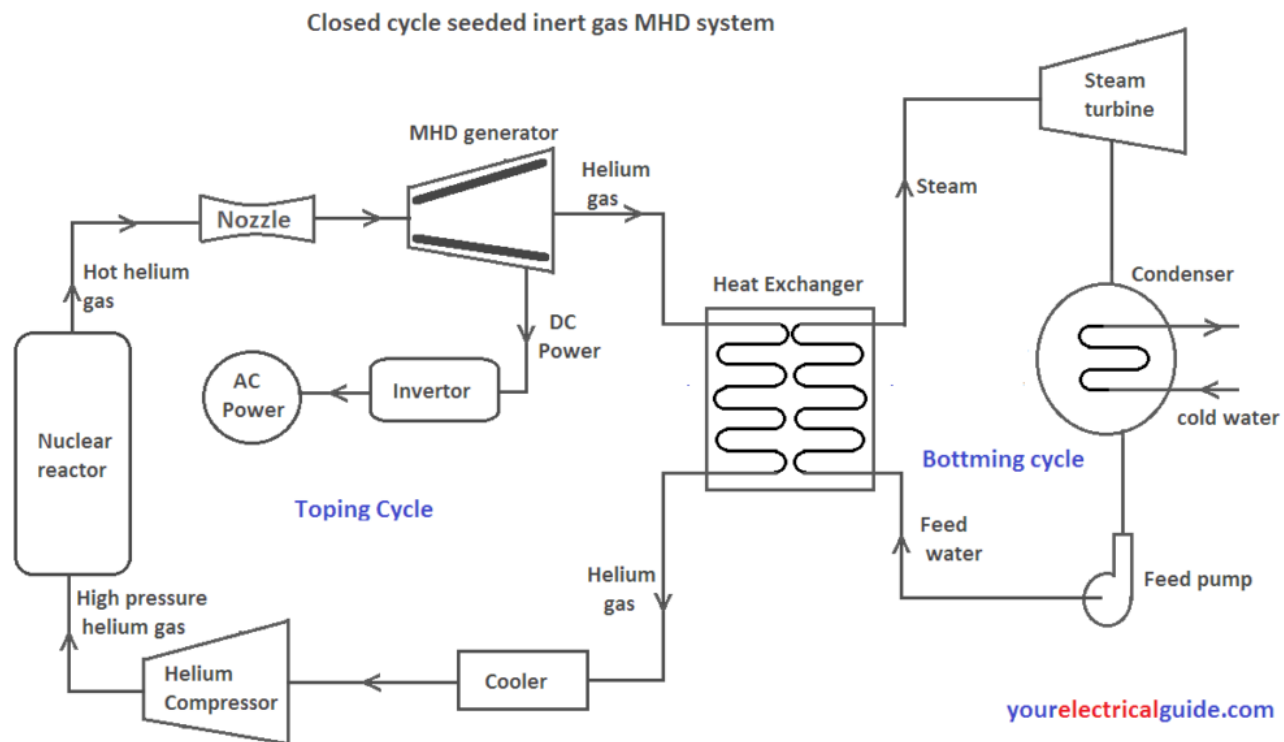 Closed cycle seeded inert gas MHD system
Steam
turbine
MHD generator
Helium
gas
Steam
Nozzle
Hot helium
gas
Heat Exchanger
Condenser
DC
Power
AC
Power
Invertor
cold water
Nuclear
reactor
Bottming cycle
Toping Cycle
Feed
water
Helium
gas
Feed pump
High pressure
helium gas
Helium
Compressor
Cooler
yourelectricalguide.com